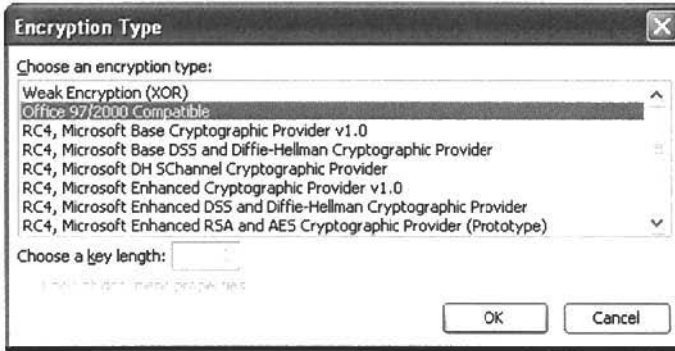 Encryption Type
Choose an encryption type:
Weak Encryption (XOR)
Office 97/2000 Compatible
RC4, Microsoft Base Cryptographic Provider v1.0
RC4, Microsoft Base DSS and Diffie-Hellman Cryptographic Provider
RC4, Microsoft DH SChannel Cryptographic Provider
RC4, Microsoft Enhanced Cryptographic Provider v1.0
RC4, Microsoft Enhanced DSS and Diffie-Hellman Cryptographic Provider
RC4, Microsoft Enhanced RSA and AES Cryptographic Provider (Prototype)
Choose a key length:
document properties
OK Cancel